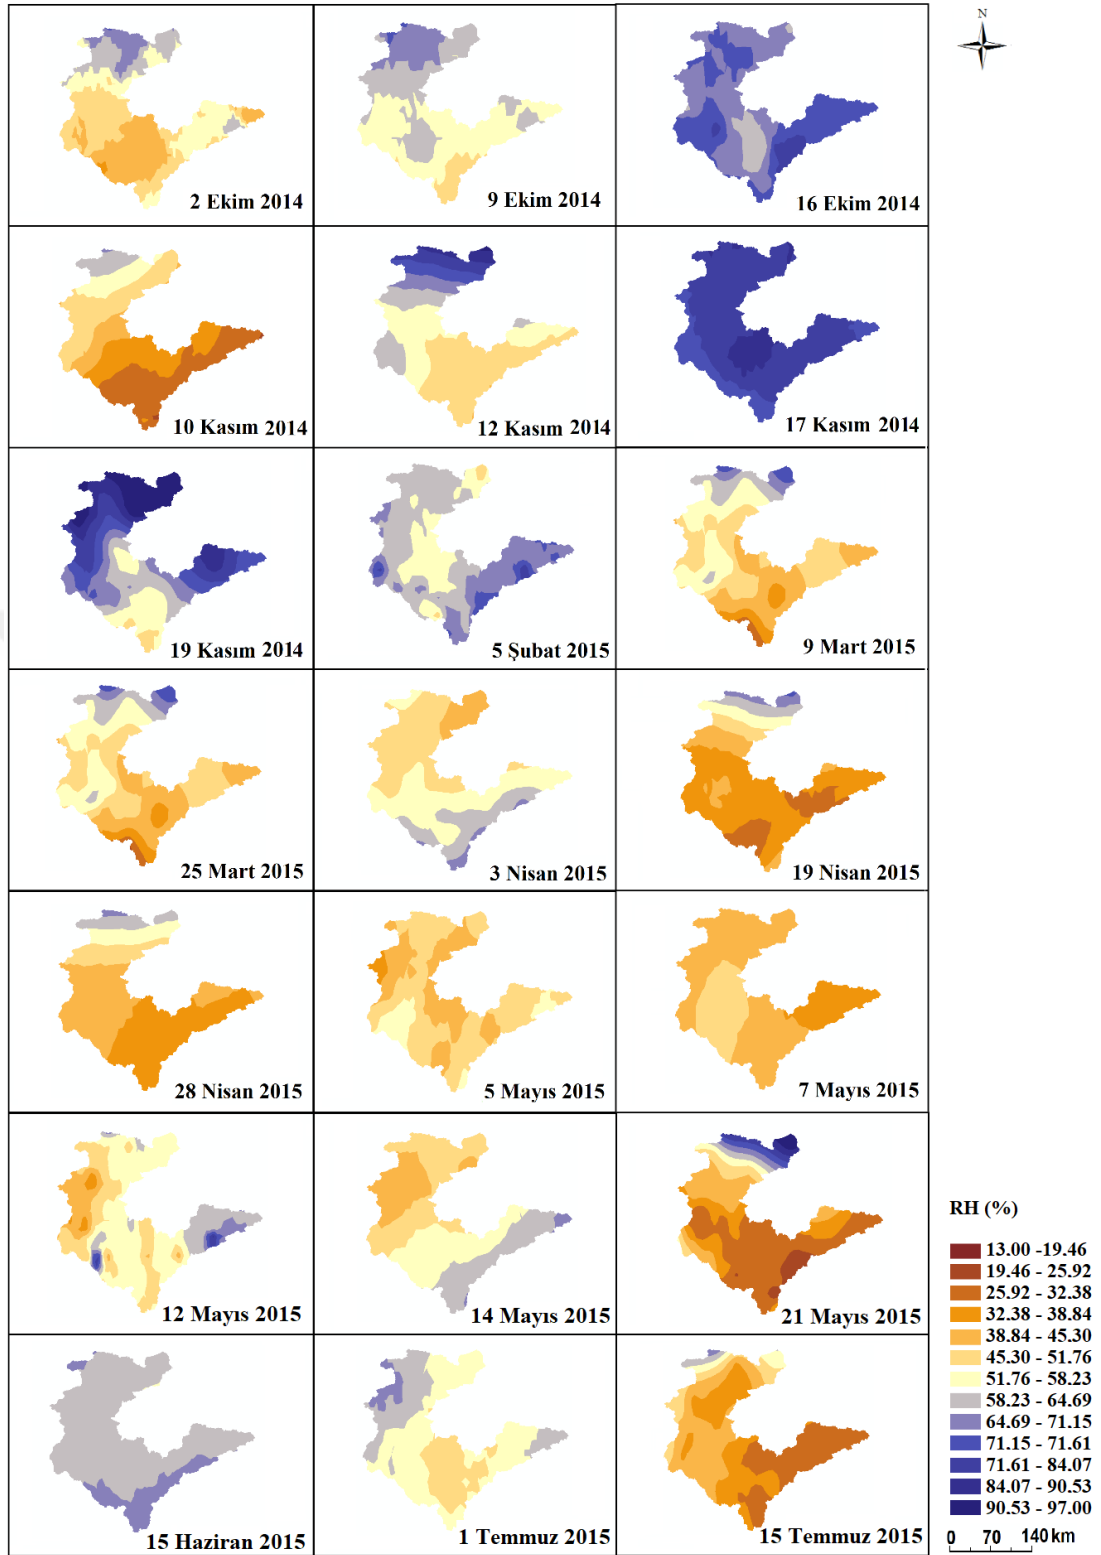 N
2 Ekim 2014
9 Ekim 2014
16 Ekim 2014
10 Kasım 2014
12 Kasım 2014
17 Kasım 2014
19 Kasım 2014
5 Şubat 2015
9 Mart 2015
25 Mart 2015
3 Nisan 2015
19 Nisan 2015
28 Nisan 2015
5 Mayıs 2015
7 Mayıs 2015
12 Mayıs 2015
14 Mayıs 2015
21 Mayıs 2015
15 Haziran 2015
1 Temmuz 2015
15 Temmuz 2015
RH (%)
13.00 -19.46
19.46 - 25.92
25.92 - 32.38
32.38 - 38.84
38.84 - 45.30
45.30 - 51.76
51.76 - 58.23
58.23 - 64.69
64.69 - 71.15
71.15 - 71.61
71.61 - 84.07
84.07 - 90.53
90.53 - 97.00
0 70 140 km